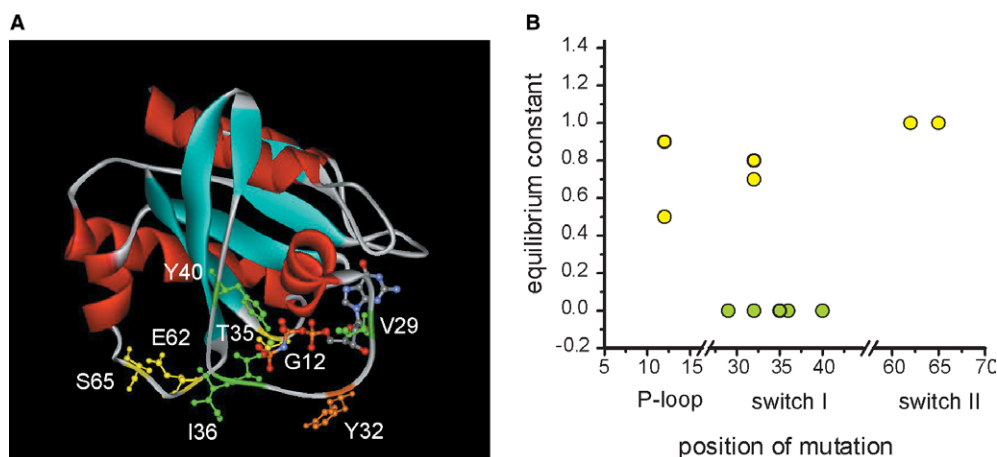 A
Y40
T35
V29
E62
G12
S65
I36
Y32
B
equilibrium constant
1.4
1.2
1.0
0.8
0.6
0.4
0.2
0.0
-0.2
5 10 15 30 35 40 60 65 70
P-loop switch I switch II
position of mutation